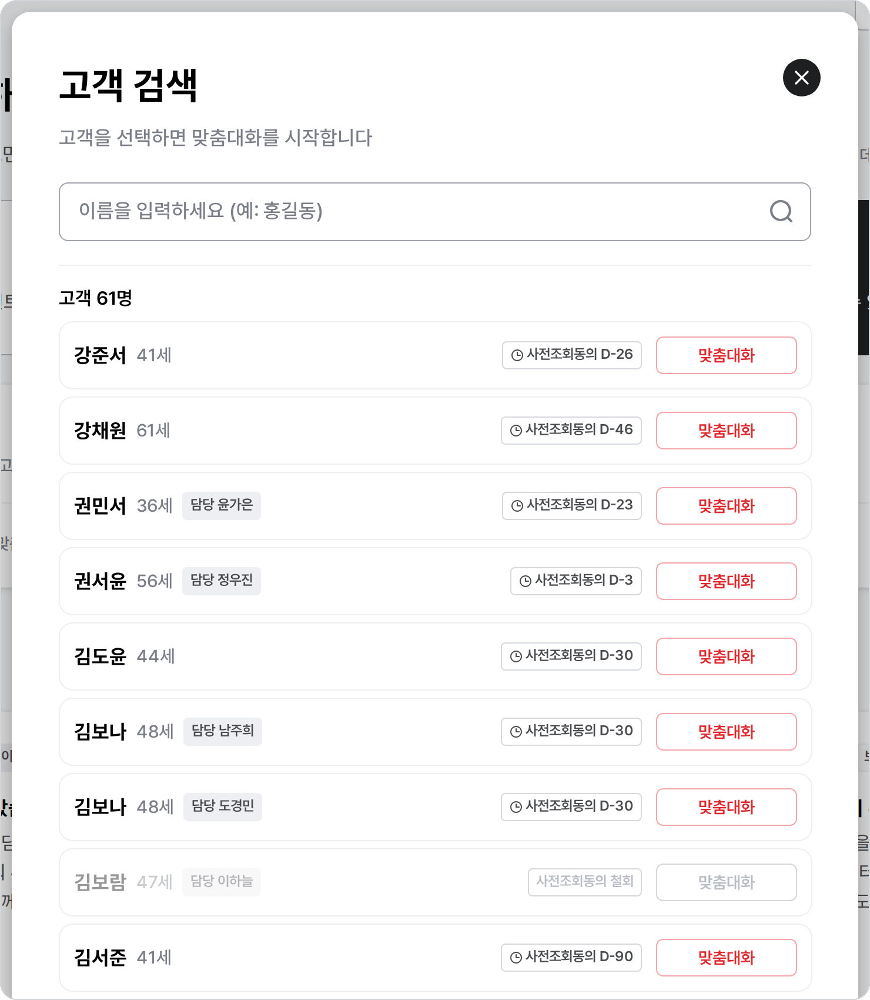 고객 검색
고객을 선택하면 맞춤대화를 시작합니다
이름을 입력하세요 (예: 홍길동)
고객 61명
강준서 41세 사전조회동의 D-26 맞춤대화
강채원 61세 사전조회동의 D-46 맞춤대화
권민서 36세 담당 윤가은 사전조회동의 D-23 맞춤대화
권서윤 56세 담당 정우진 사전조회동의 D-3 맞춤대화
김도윤 44세 사전조회동의 D-30 맞춤대화
김보나 48세 담당 남주희 사전조회동의 D-30 맞춤대화
김보나 48세 담당 도경민 사전조회동의 D-30 맞춤대화
김보람 47세 담당 이하늘 사전조회동의 철회 맞춤대화
김서준 41세 사전조회동의 D-90 맞춤대화